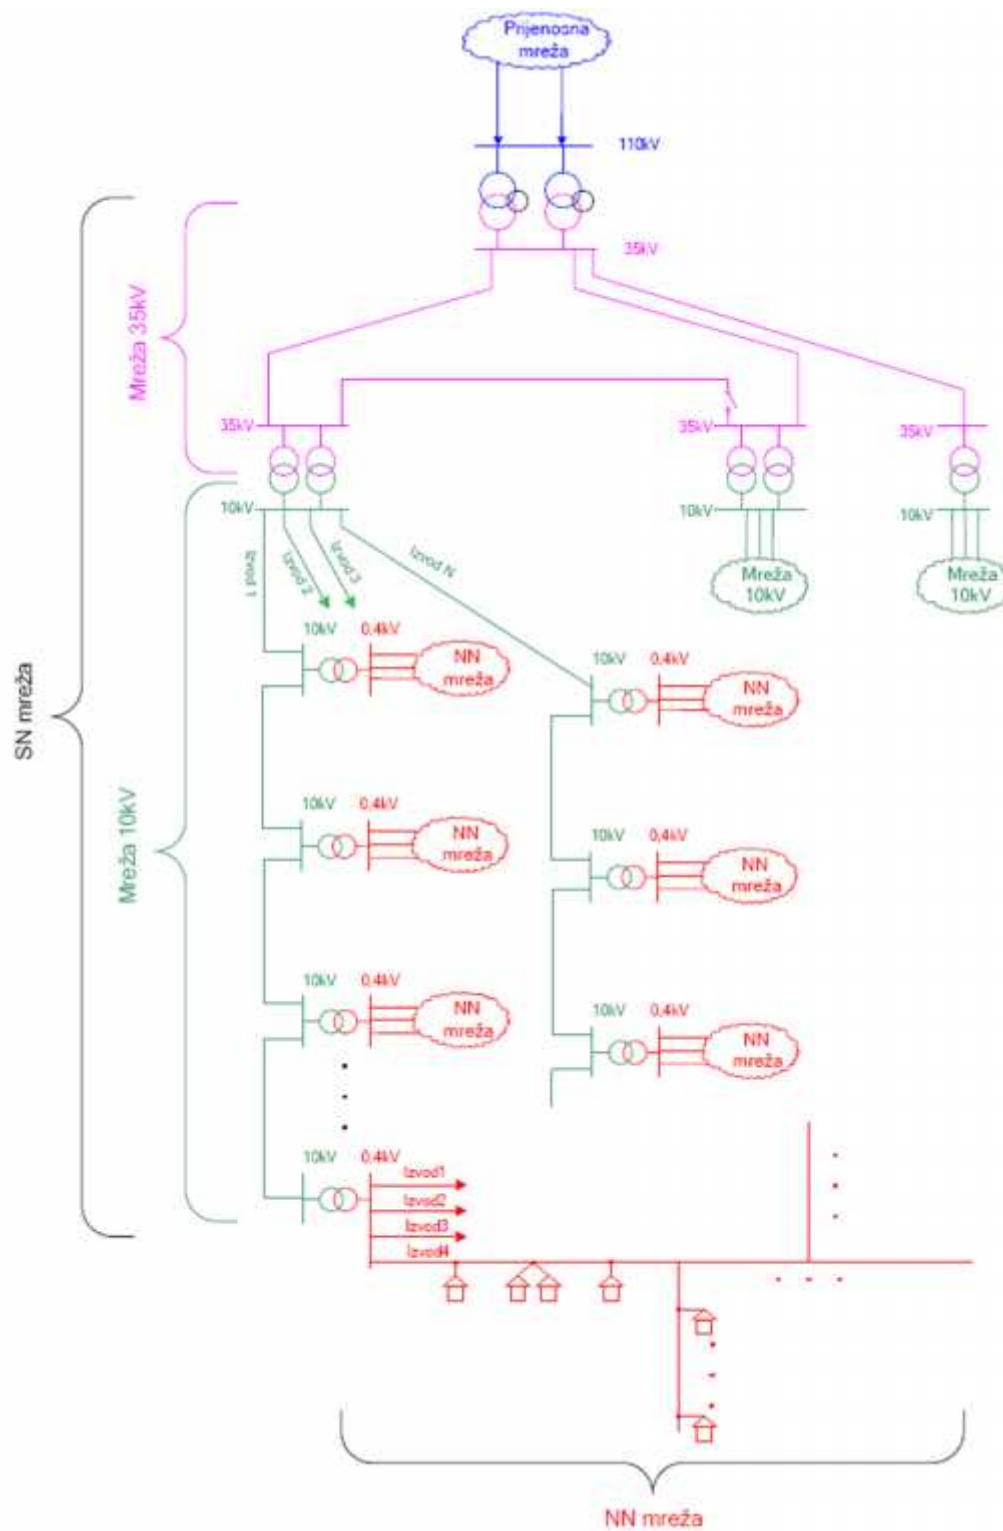 Prijenosna
mreža
110kV
35kV
Mreža 35kV
35kV
35kV
35kV
10kV
10kV
10kV
Izvod 1
Izvod 2
Izvod 3
Izvod N
Mreža
10kV
Mreža
10kV
SN mreža
Mreža 10kV
10kV
0,4kV
NN
mreža
10kV
0,4kV
NN
mreža
10kV
0,4kV
NN
mreža
10kV
0,4kV
NN
mreža
10kV
0,4kV
NN
mreža
10kV
0,4kV
NN
mreža
10kV
0,4kV
Izvod1
Izvod2
Izvod3
Izvod4
NN mreža